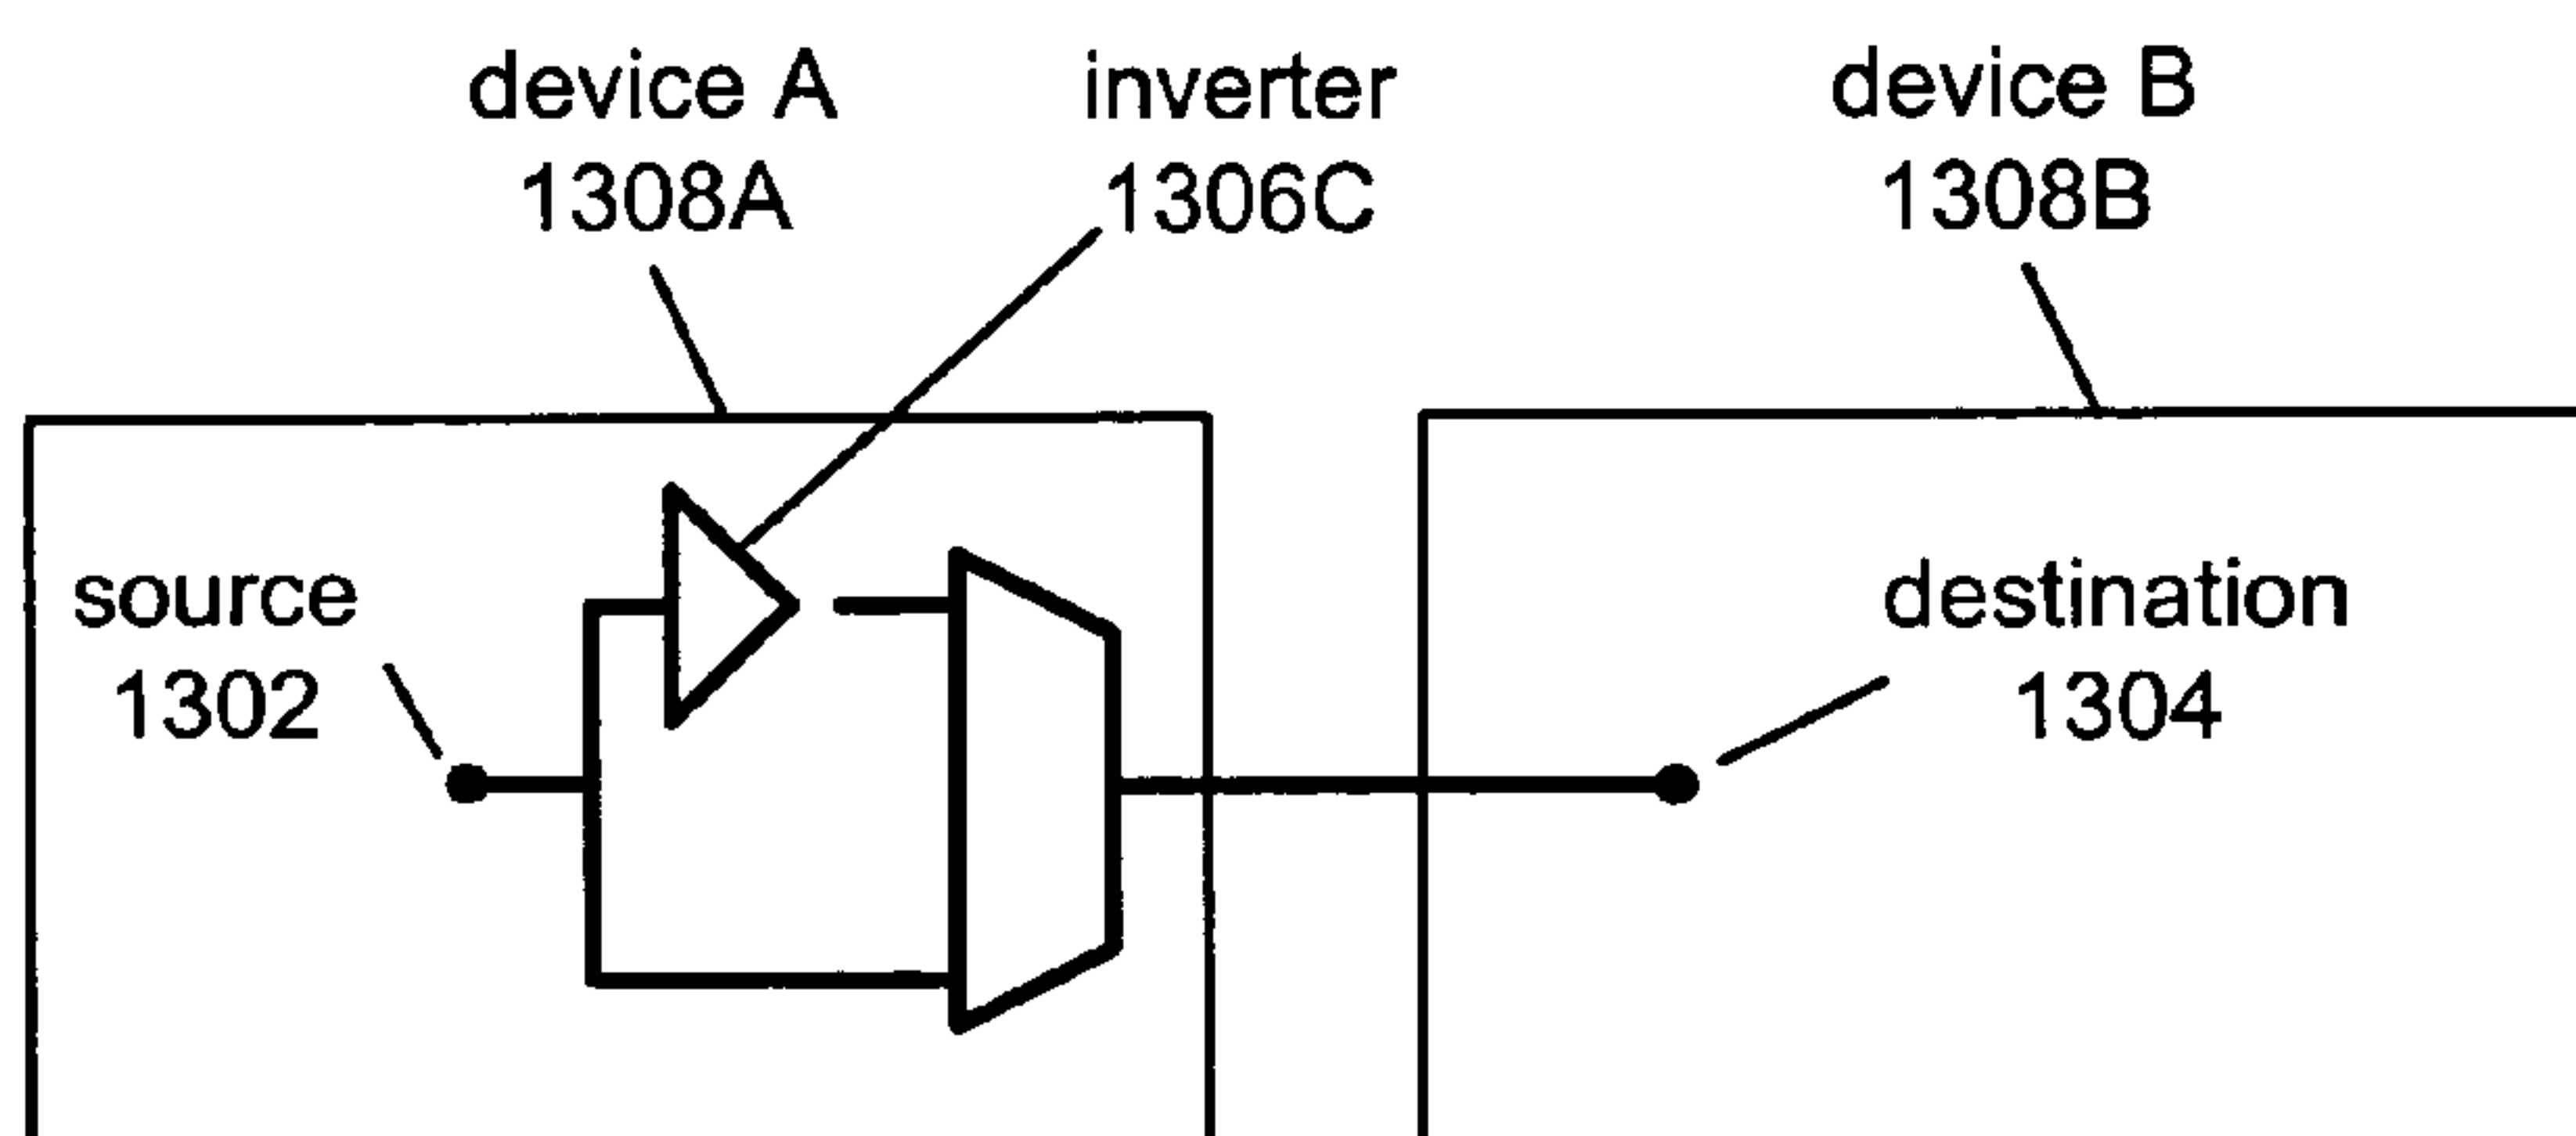 device A
1308A
inverter
1306C
device B
1308B
source
1302
destination
1304